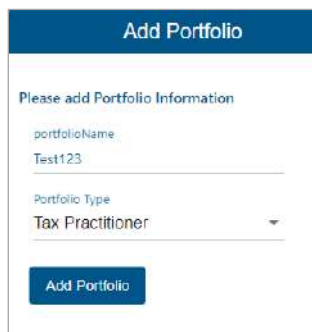 Add Portfolio
Please add Portfolio Information
portfolioName
Test123
Portfolio Type
Tax Practitioner
Add Portfolio